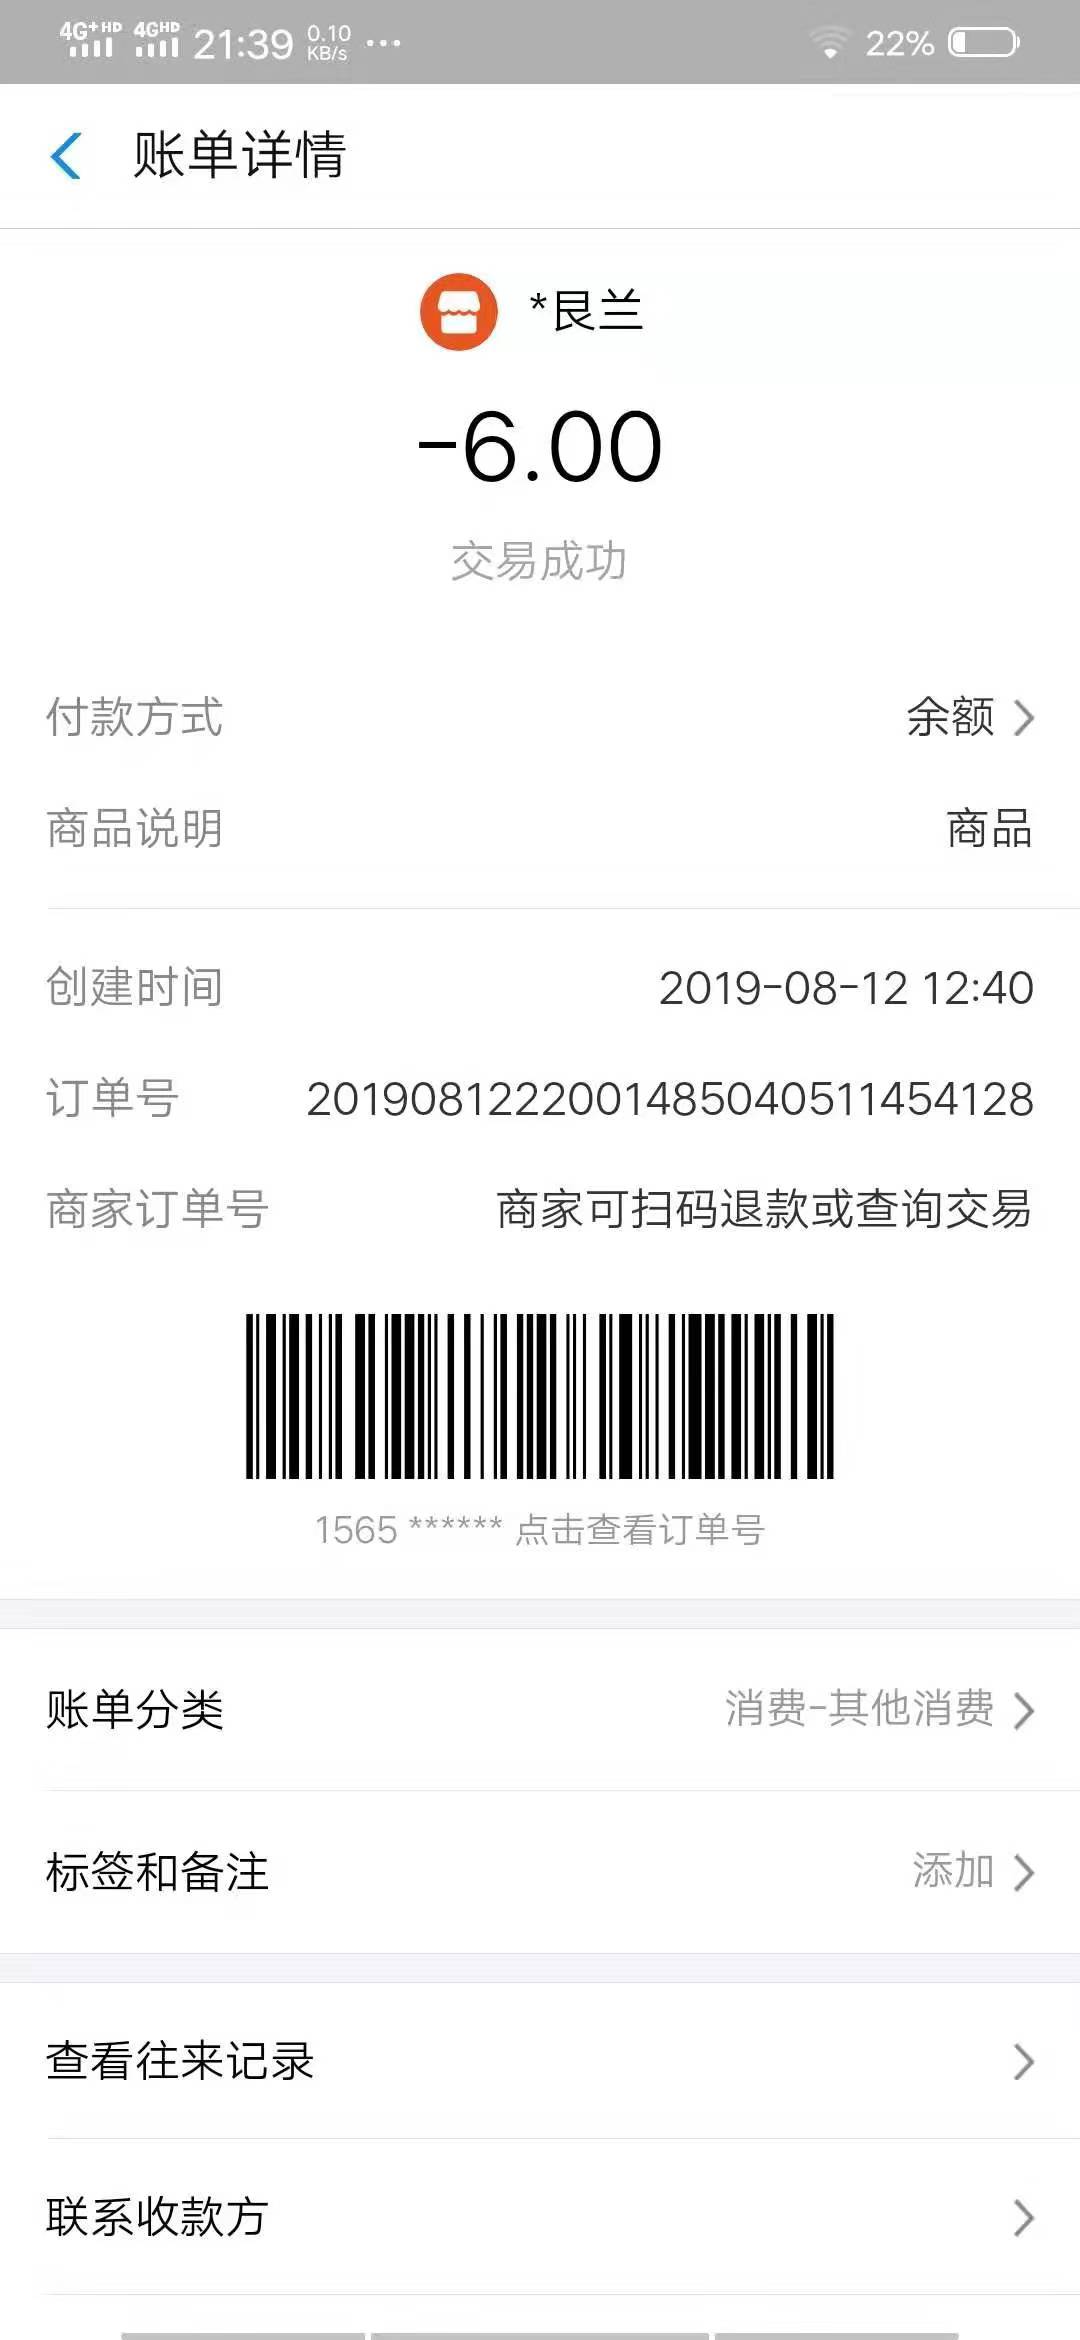 4G+ HD 4G HD 21:39 0.10 KB/s ... 22%
账单详情
*艮兰
-6.00
交易成功
付款方式 余额
商品说明 商品
创建时间 2019-08-12 12:40
订单号 2019081222001485040511454128
商家订单号 商家可扫码退款或查询交易
1565 ****** 点击查看订单号
账单分类 消费-其他消费
标签和备注 添加
查看往来记录
联系收款方